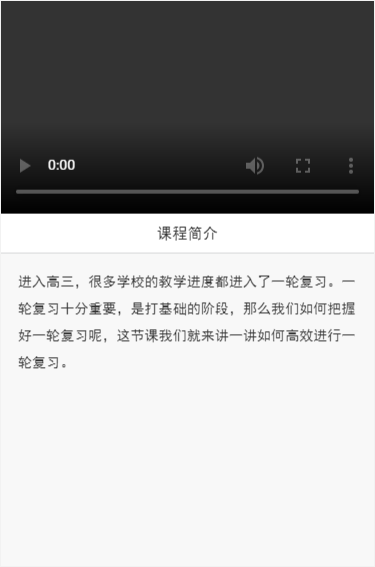 0:00
课程简介
进入高三，很多学校的教学进度都进入了一轮复习。一
轮复习十分重要，是打基础的阶段，那么我们如何把握
好一轮复习呢，这节课我们就来讲一讲如何高效进行一
轮复习。